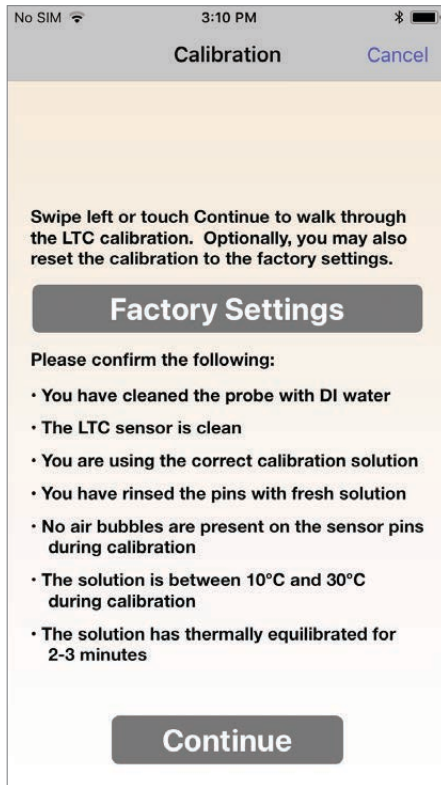 No SIM 3:10 PM
Calibration Cancel
Swipe left or touch Continue to walk through
the LTC calibration.  Optionally, you may also
reset the calibration to the factory settings.
Factory Settings
Please confirm the following:
· You have cleaned the probe with DI water
· The LTC sensor is clean
· You are using the correct calibration solution
· You have rinsed the pins with fresh solution
· No air bubbles are present on the sensor pins
during calibration
· The solution is between 10°C and 30°C
during calibration
· The solution has thermally equilibrated for
2-3 minutes
Continue